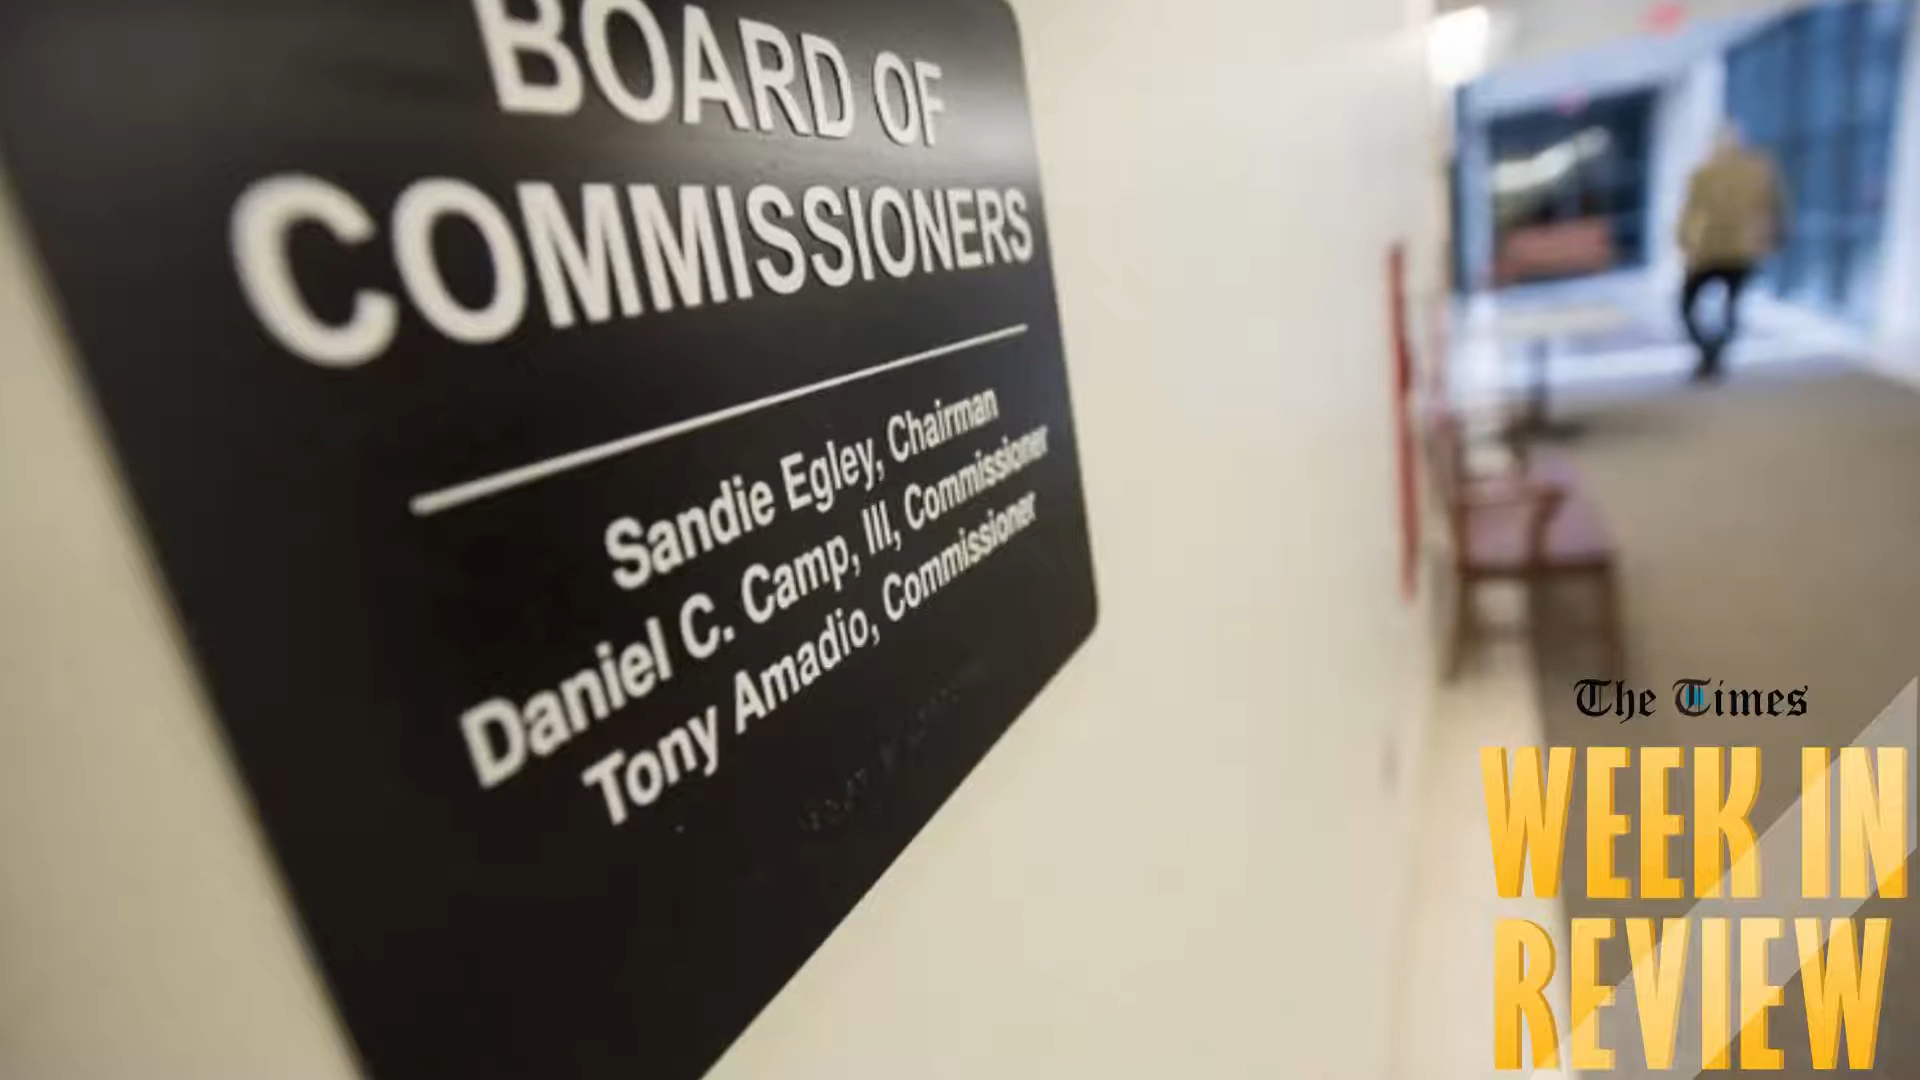 BOARD OF
COMMISSIONERS
Sandie Egley, Chairman
Daniel C. Camp, III, Commissioner
Tony Amadio, Commissioner
The Times
WEEK IN
REVIEW